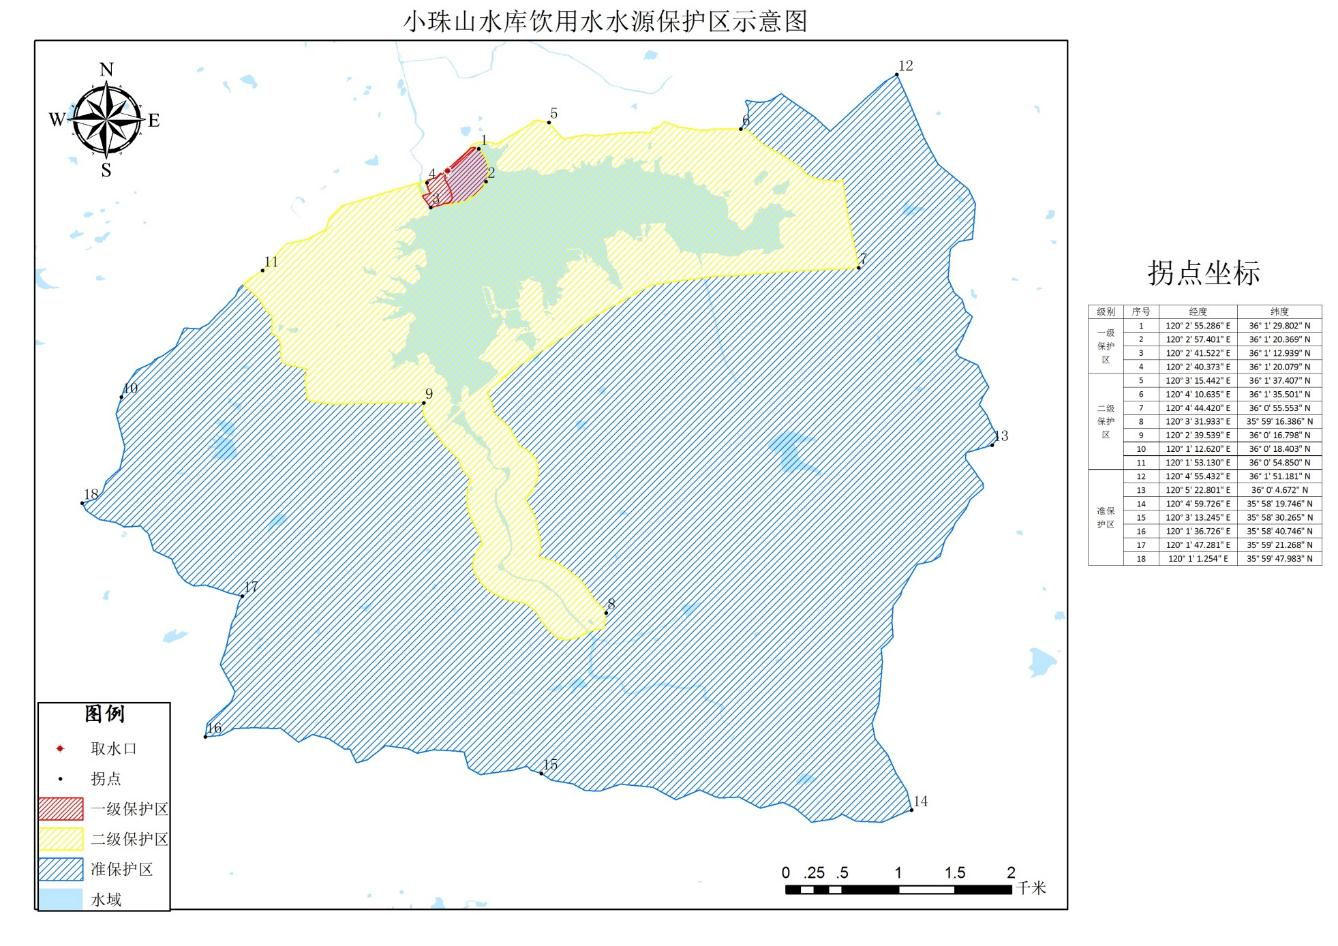 小珠山水库饮用水水源保护区示意图
N
W E
S
12
5
6
1
4
2
3
11
7
10
9
13
18
17
8
16
15
14
图例
取水口
拐点
一级保护区
二级保护区
准保护区
水域
0 .25 .5 1 1.5 2
千米
拐点坐标
级别 序号 经度 纬度
一级保护区
1 120° 2' 55.286" E 36° 1' 29.802" N
2 120° 2' 57.401" E 36° 1' 20.369" N
3 120° 2' 41.522" E 36° 1' 12.939" N
4 120° 2' 40.373" E 36° 1' 20.079" N
二级保护区
5 120° 3' 15.442" E 36° 1' 37.407" N
6 120° 4' 10.635" E 36° 1' 35.501" N
7 120° 4' 44.420" E 36° 0' 55.553" N
8 120° 3' 31.933" E 35° 59' 16.386" N
9 120° 2' 39.539" E 36° 0' 16.798" N
10 120° 1' 12.620" E 36° 0' 18.403" N
11 120° 1' 53.130" E 36° 0' 54.850" N
准保护区
12 120° 4' 55.432" E 36° 1' 51.181" N
13 120° 5' 22.801" E 36° 0' 4.672" N
14 120° 4' 59.726" E 35° 58' 19.746" N
15 120° 3' 13.245" E 35° 58' 30.265" N
16 120° 1' 36.726" E 35° 58' 40.746" N
17 120° 1' 47.281" E 35° 59' 21.268" N
18 120° 1' 1.254" E 35° 59' 47.983" N